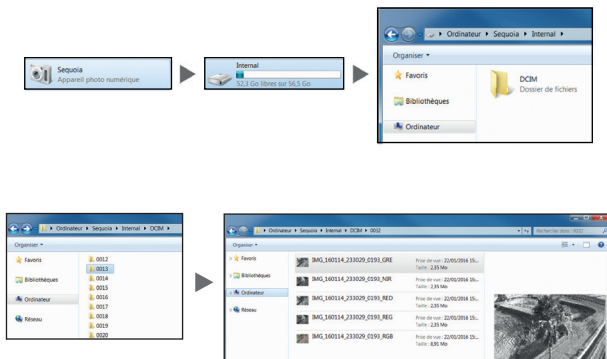 Sequoia
Appareil photo numérique
Internal
52,3 Go libres sur 56,5 Go
Ordinateur ▸ Sequoia ▸ Internal ▸
Organiser
Favoris
Bibliothèques
Ordinateur
DCIM
Dossier de fichiers
Ordinateur ▸ Sequoia ▸ Internal ▸ DCIM ▸
Organiser
Favoris
Bibliothèques
Ordinateur
Réseau
0012
0013
0014
0015
0016
0017
0018
0019
0020
Ordinateur ▸ Sequoia ▸ Internal ▸ DCIM ▸ 0032
Rechercher dans : 0032
Organiser
Favoris
Bibliothèques
Ordinateur
Réseau
IMG_160114_233029_0193_GRE
Prise de vue : 22/01/2016 15:...
Taille : 2,35 Mo
IMG_160114_233029_0193_NIR
Prise de vue : 22/01/2016 15:...
Taille : 2,35 Mo
IMG_160114_233029_0193_RED
Prise de vue : 22/01/2016 15:...
Taille : 2,35 Mo
IMG_160114_233029_0193_REG
Prise de vue : 22/01/2016 15:...
Taille : 2,35 Mo
IMG_160114_233029_0193_RGB
Prise de vue : 22/01/2016 15:...
Taille : 8,91 Mo